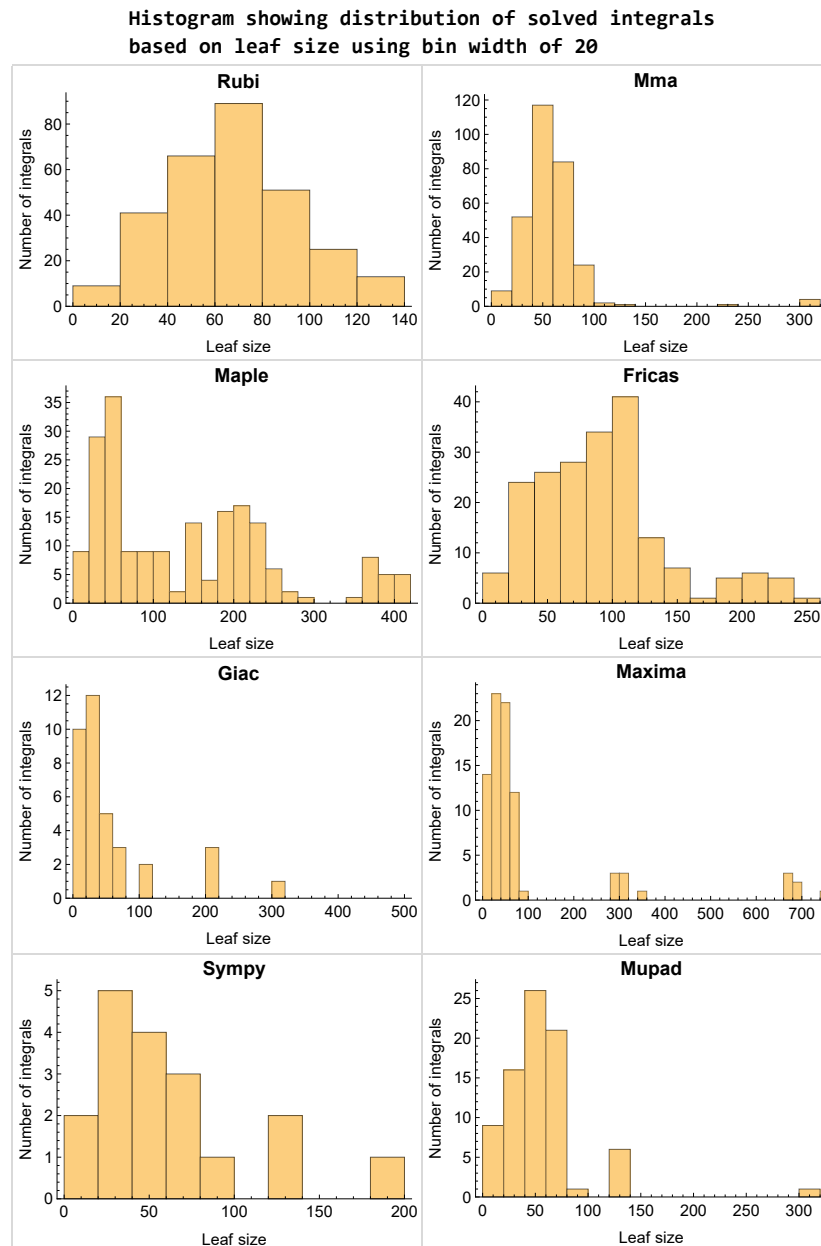 Histogram showing distribution of solved integrals
based on leaf size using bin width of 20
Rubi
Number of integrals
80
60
40
20
0
0 20 40 60 80 100 120 140
Leaf size
Mma
Number of integrals
120
100
80
60
40
20
0
0 50 100 150 200 250 300
Leaf size
Maple
Number of integrals
35
30
25
20
15
10
5
0
0 100 200 300 400
Leaf size
Fricas
Number of integrals
40
30
20
10
0
0 50 100 150 200 250
Leaf size
Giac
Number of integrals
12
10
8
6
4
2
0
0 100 200 300 400 500
Leaf size
Maxima
Number of integrals
20
15
10
5
0
0 100 200 300 400 500 600 700
Leaf size
Sympy
Number of integrals
5
4
3
2
1
0
0 50 100 150 200
Leaf size
Mupad
Number of integrals
25
20
15
10
5
0
0 50 100 150 200 250 300
Leaf size